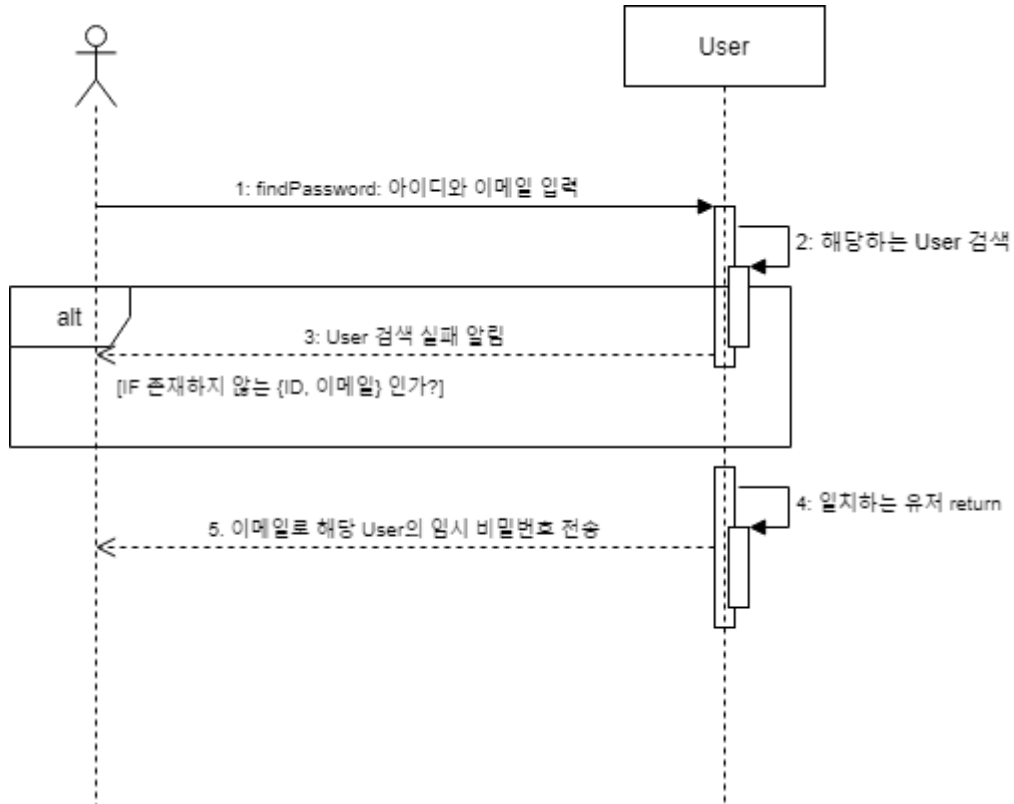 User
1: findPassword: 아이디와 이메일 입력
2: 해당하는 User 검색
alt
3: User 검색 실패 알림
[IF 존재하지 않는 {ID, 이메일} 인가?]
4: 일치하는 유저 return
5. 이메일로 해당 User의 임시 비밀번호 전송